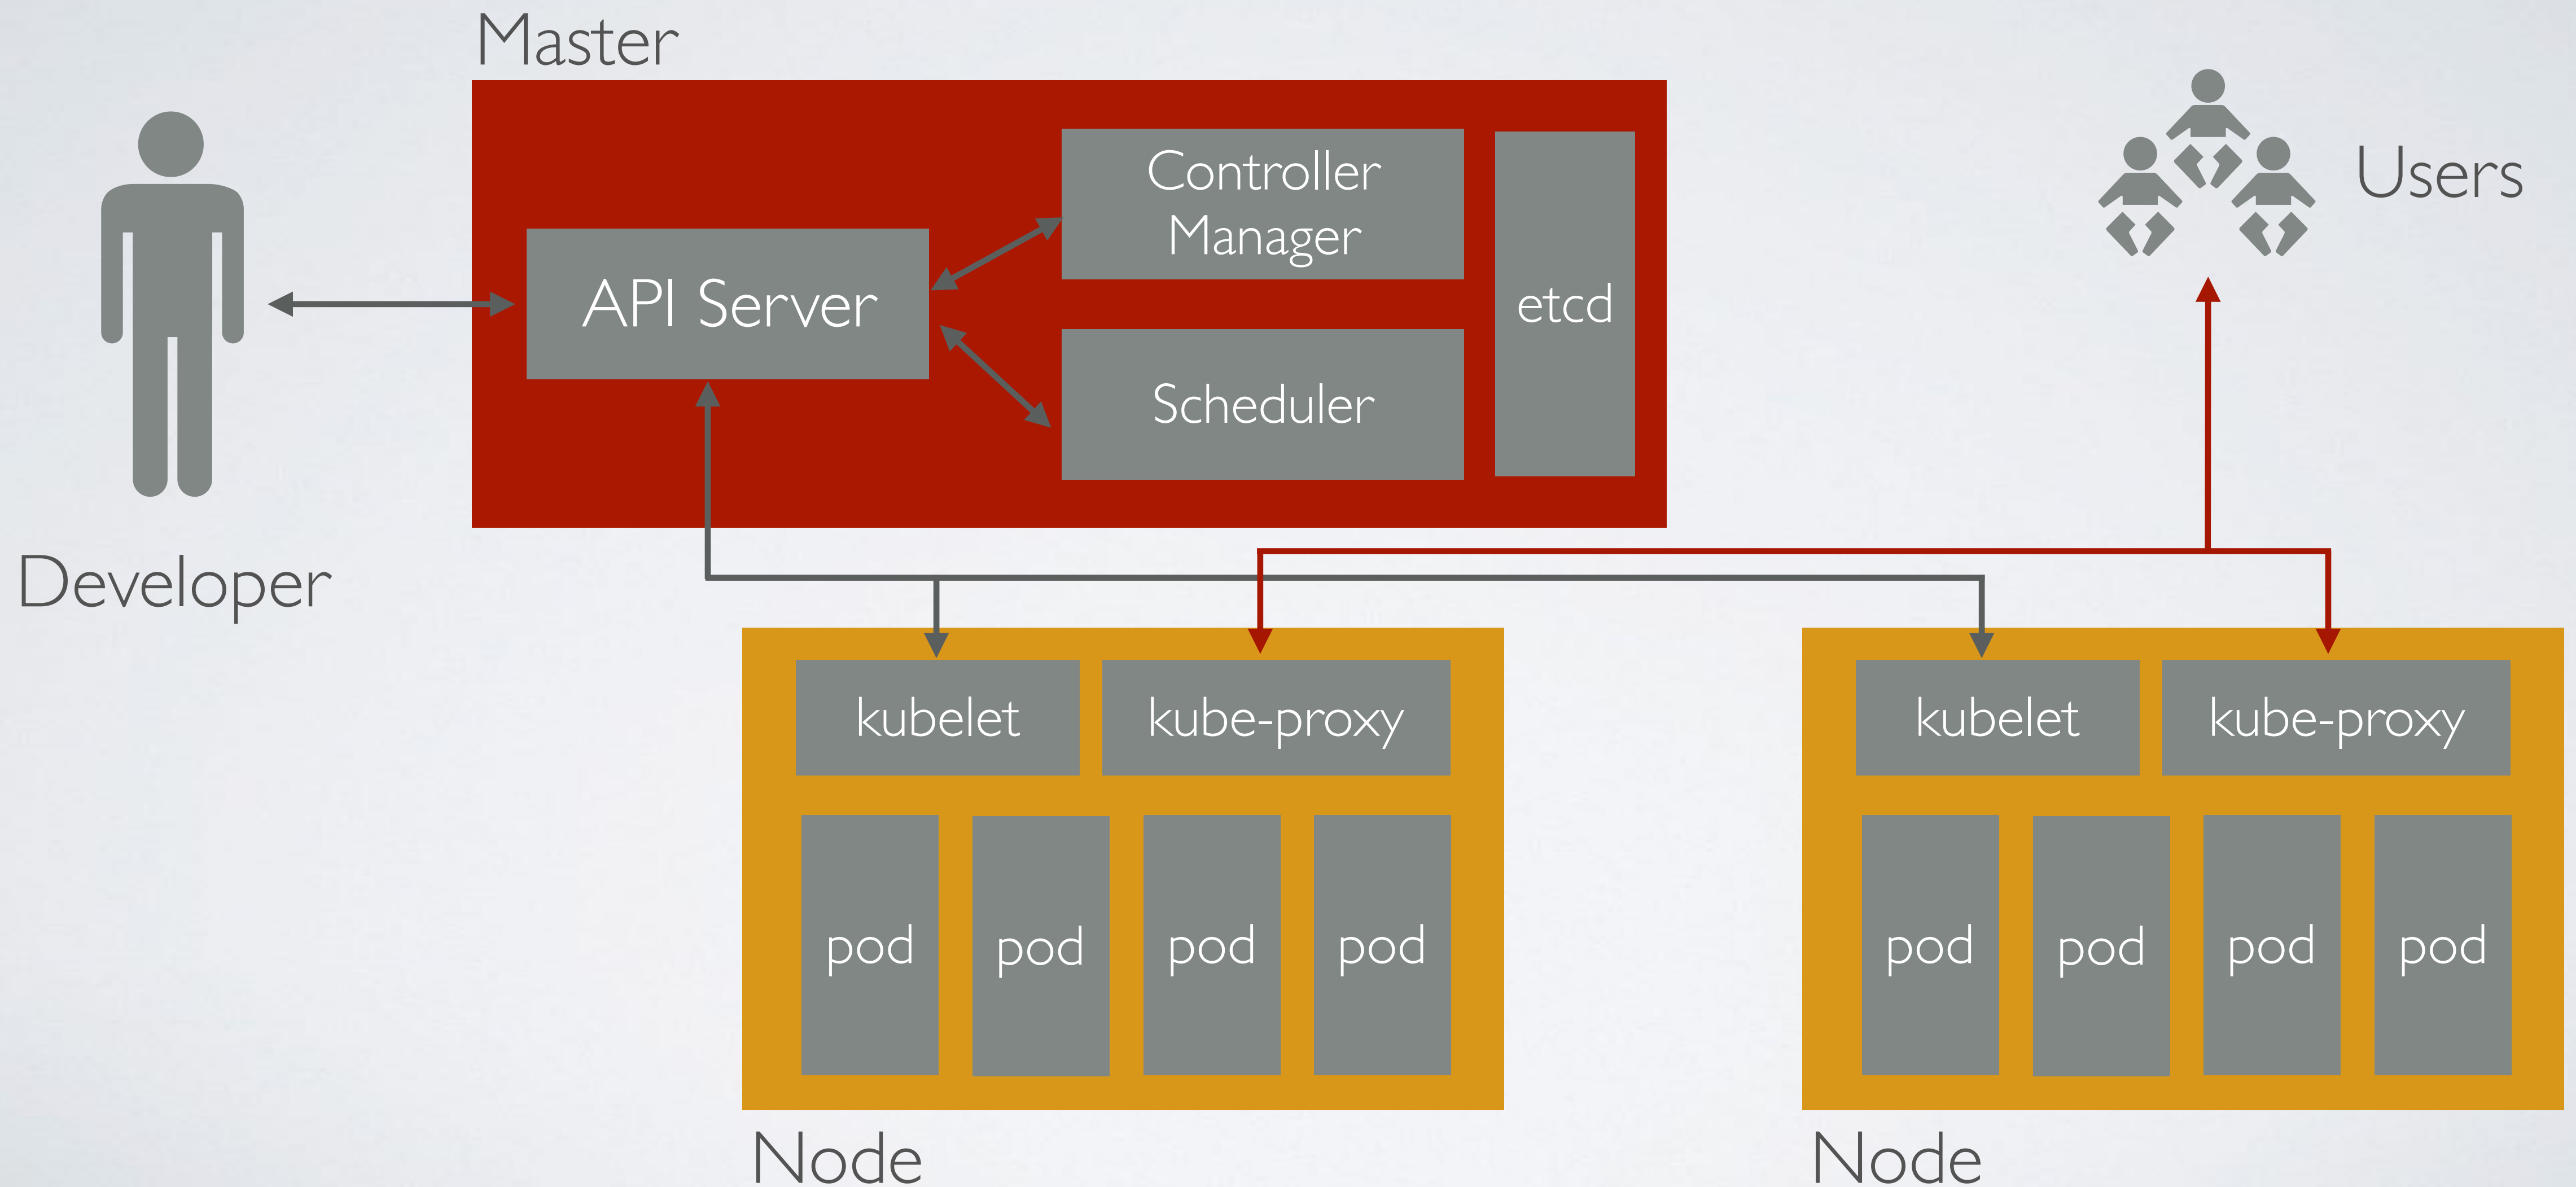 Master
Controller
Manager
Users
API Server
etcd
Scheduler
Developer
kubelet
kube-proxy
kubelet
kube-proxy
pod
pod
pod
pod
pod
pod
pod
pod
Node
Node